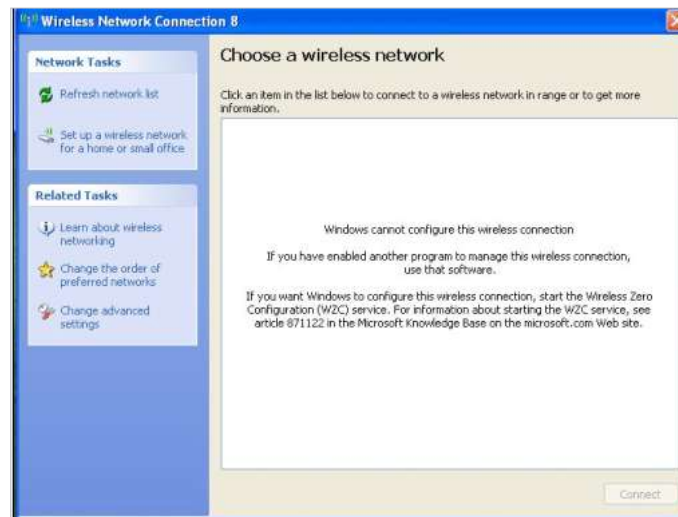 Wireless Network Connection 8
Network Tasks
Refresh network list
Set up a wireless network
for a home or small office
Related Tasks
Learn about wireless
networking
Change the order of
preferred networks
Change advanced
settings
Choose a wireless network
Click an item in the list below to connect to a wireless network in range or to get more
information.
Windows cannot configure this wireless connection
If you have enabled another program to manage this wireless connection,
use that software.
If you want Windows to configure this wireless connection, start the Wireless Zero
Configuration (WZC) service. For information about starting the WZC service, see
article 871122 in the Microsoft Knowledge Base on the microsoft.com Web site.
Connect